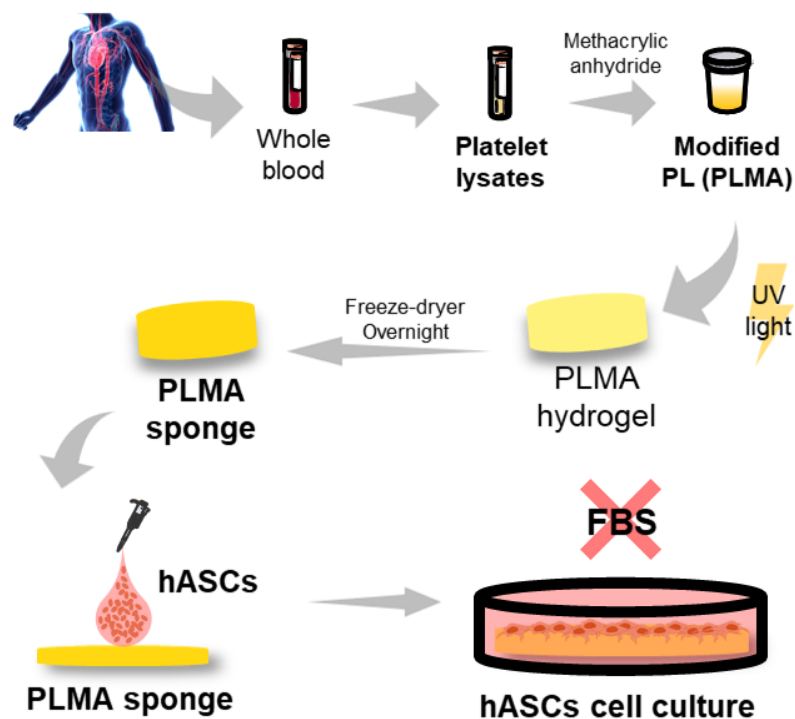 Whole
blood
Platelet
lysates
Methacrylic
anhydride
Modified
PL (PLMA)
UV
light
PLMA
hydrogel
Freeze-dryer
Overnight
PLMA
sponge
hASCs
PLMA sponge
FBS
hASCs cell culture